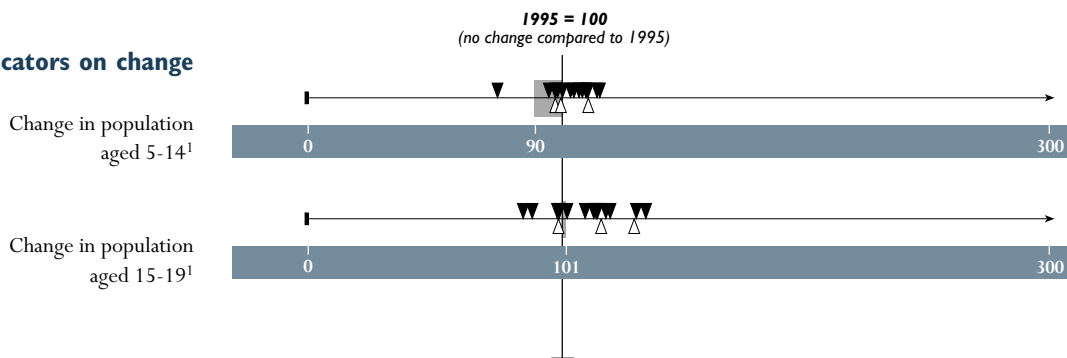 1995 = 100
(no change compared to 1995)
cators on change
Change in population
aged 5-14¹
0 90 300
Change in population
aged 15-19¹
0 101 300